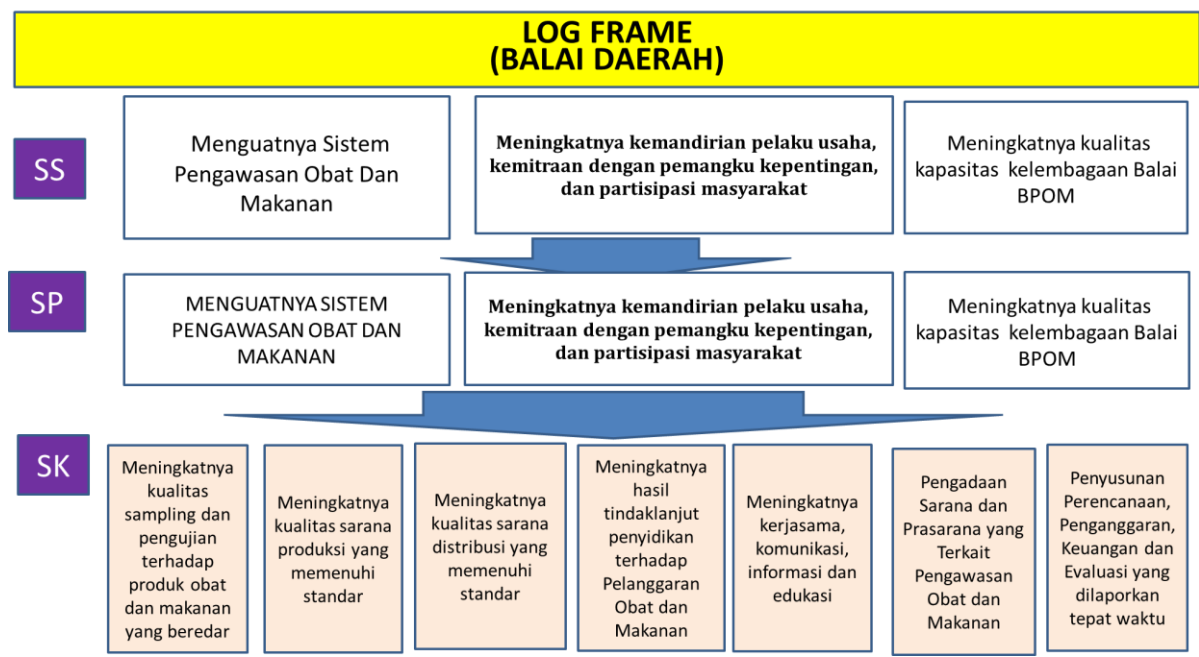 LOG FRAME
(BALAI DAERAH)
SS
Menguatnya Sistem
Pengawasan Obat Dan
Makanan
Meningkatnya kemandirian pelaku usaha,
kemitraan dengan pemangku kepentingan,
dan partisipasi masyarakat
Meningkatnya kualitas
kapasitas kelembagaan Balai
BPOM
SP
MENGUATNYA SISTEM
PENGAWASAN OBAT DAN
MAKANAN
Meningkatnya kemandirian pelaku usaha,
kemitraan dengan pemangku kepentingan,
dan partisipasi masyarakat
Meningkatnya kualitas
kapasitas kelembagaan Balai
BPOM
SK
Meningkatnya
kualitas
sampling dan
pengujian
terhadap
produk obat
dan makanan
yang beredar
Meningkatnya
kualitas sarana
produksi yang
memenuhi
standar
Meningkatnya
kualitas sarana
distribusi yang
memenuhi
standar
Meningkatnya
hasil
tindaklanjut
penyidikan
terhadap
Pelanggaran
Obat dan
Makanan
Meningkatnya
kerjasama,
komunikasi,
informasi dan
edukasi
Pengadaan
Sarana dan
Prasarana yang
Terkait
Pengawasan
Obat dan
Makanan
Penyusunan
Perencanaan,
Penganggaran,
Keuangan dan
Evaluasi yang
dilaporkan
tepat waktu